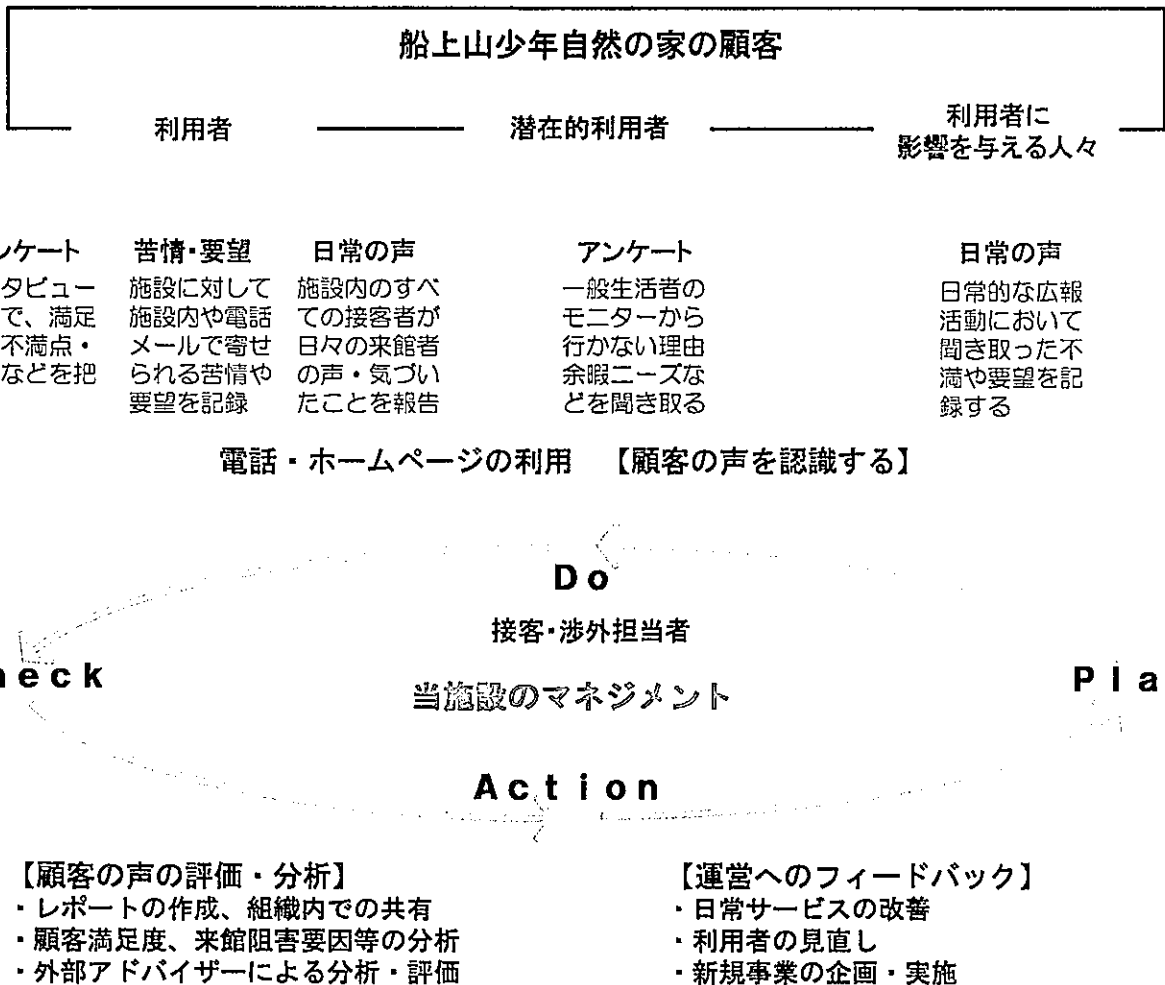 船上山少年自然の家の顧客
利用者
潜在的利用者
利用者に
影響を与える人々
ンケート
タビュー
で、満足
不満点・
などを把
苦情・要望
施設に対して
施設内や電話
メールで寄せ
られる苦情や
要望を記録
日常の声
施設内のすべ
ての接客者が
日々の来館者
の声・気づい
たことを報告
アンケート
一般生活者の
モニターから
行かない理由
余暇ニーズな
どを聞き取る
日常の声
日常的な広報
活動において
聞き取った不
満や要望を記
録する
電話・ホームページの利用 【顧客の声を認識する】
Do
接客・渉外担当者
heck
当施設のマネジメント
Pla
Action
【顧客の声の評価・分析】
・レポートの作成、組織内での共有
・顧客満足度、来館阻害要因等の分析
・外部アドバイザーによる分析・評価
【運営へのフィードバック】
・日常サービスの改善
・利用者の見直し
・新規事業の企画・実施